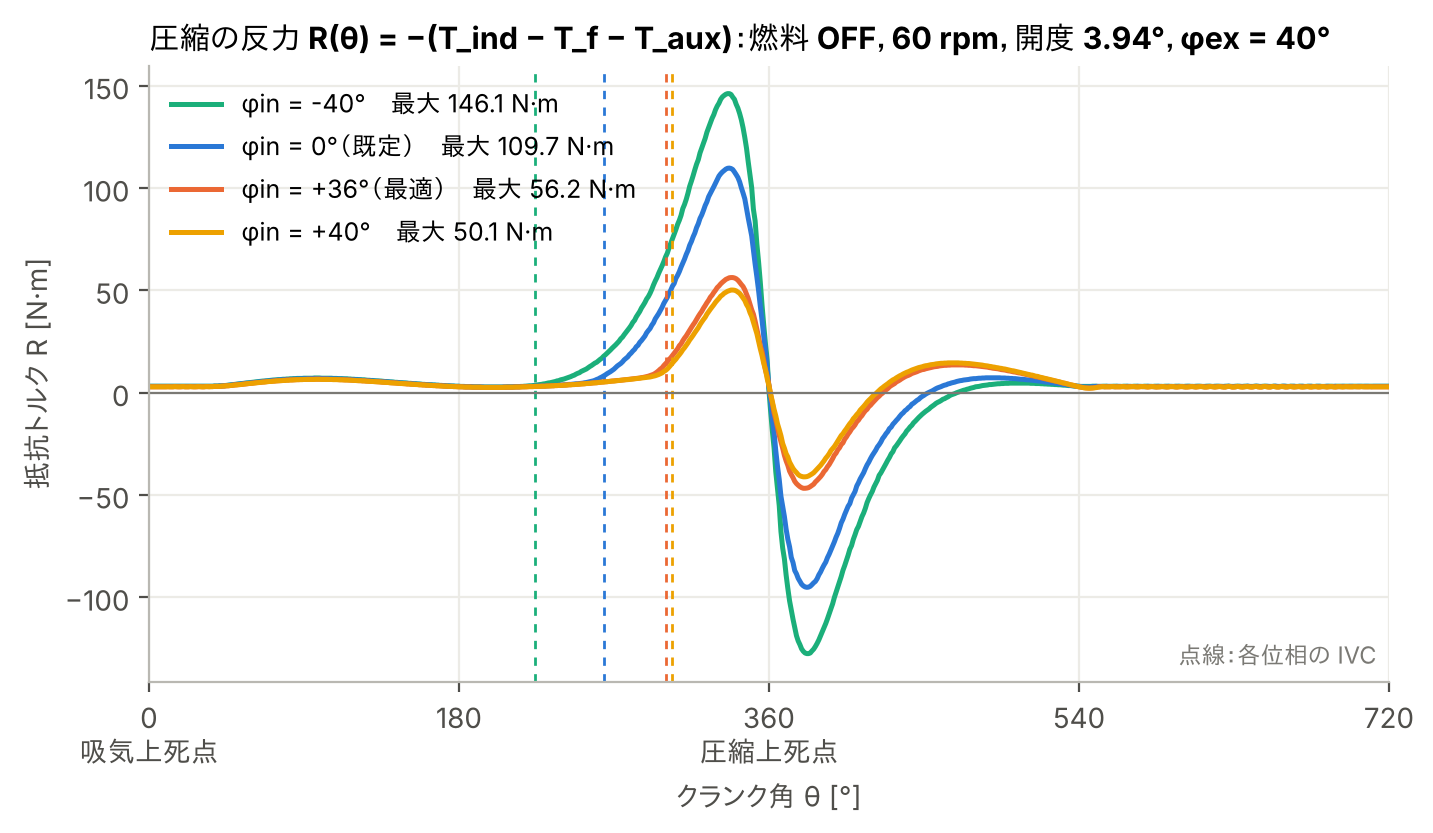 圧縮の反力 R(θ) = −(T_ind − T_f − T_aux)：燃料 OFF, 60 rpm, 開度 3.94°, φex = 40°
φin = -40° 最大 146.1 N·m
φin = 0°（既定） 最大 109.7 N·m
φin = +36°（最適） 最大 56.2 N·m
φin = +40° 最大 50.1 N·m
抵抗トルク R [N·m]
150
100
50
0
−50
−100
点線：各位相の IVC
0 180 360 540 720
吸気上死点 圧縮上死点
クランク角 θ [°]